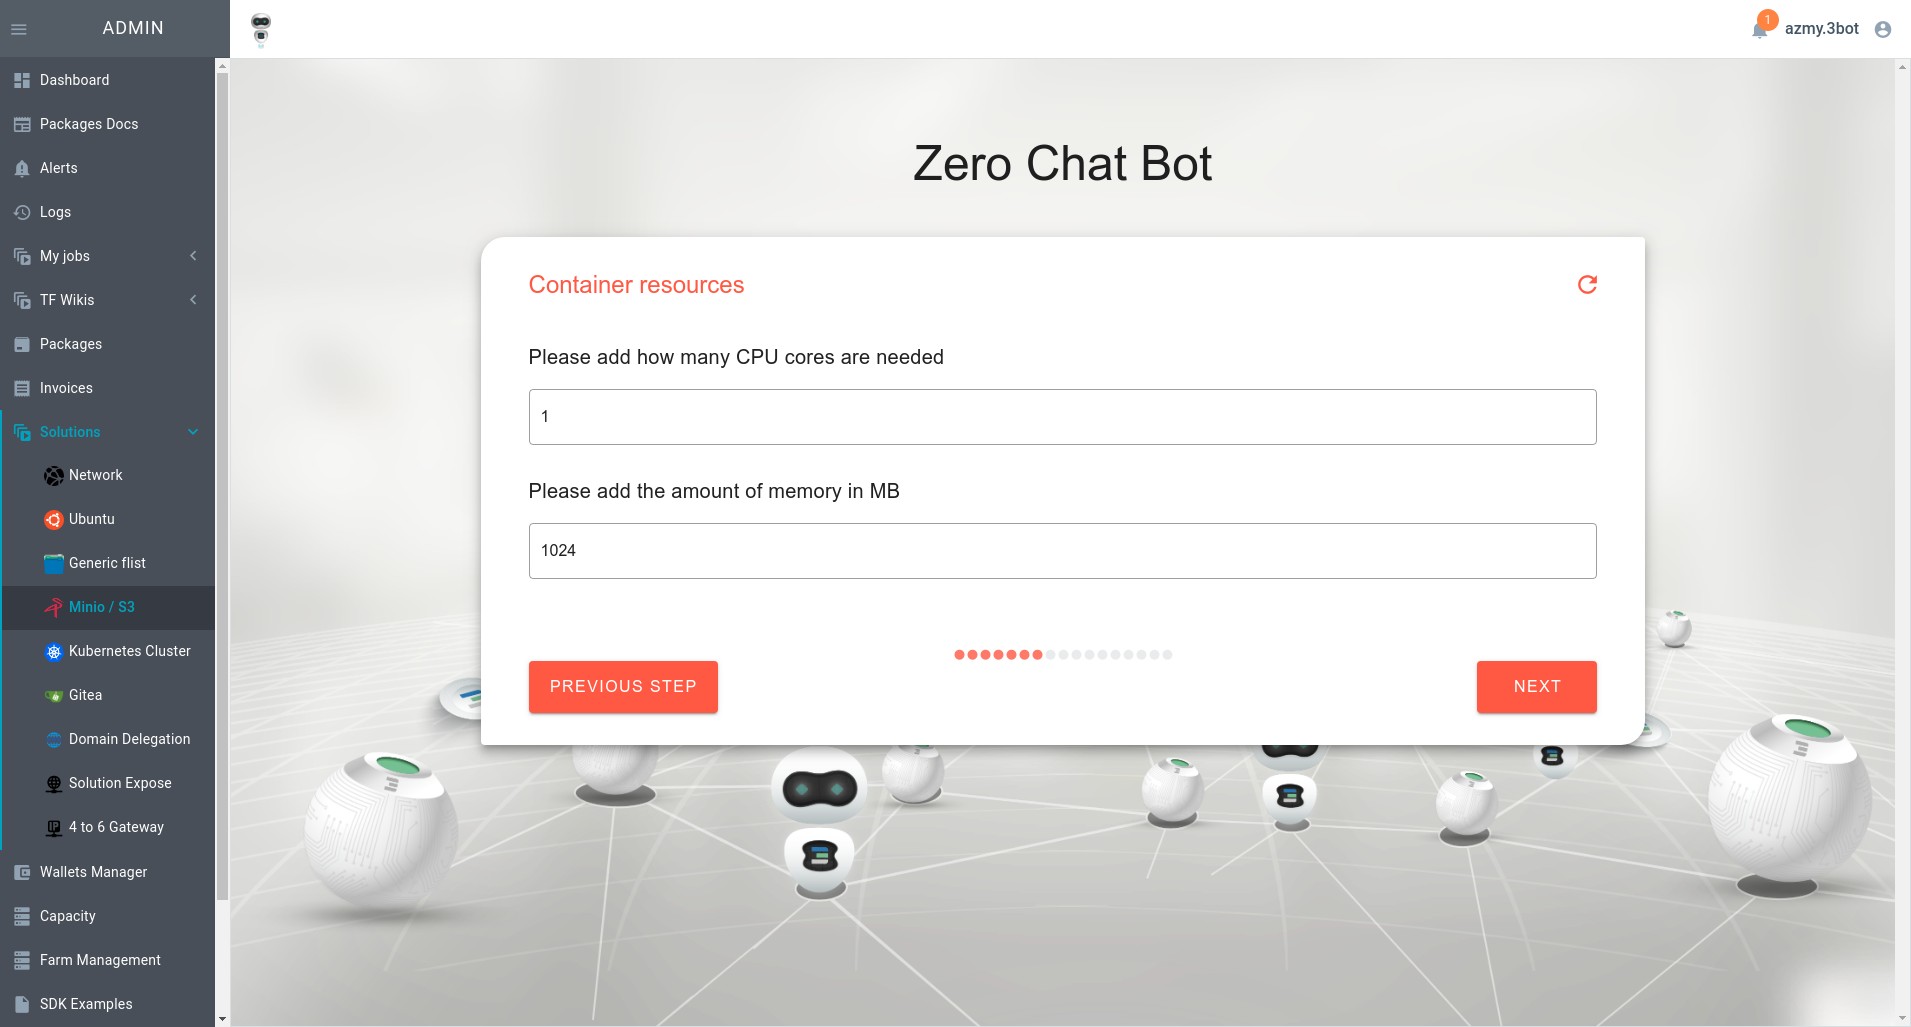 ADMIN
1
azmy.3bot
Dashboard
Packages Docs
Alerts
Logs
My jobs
TF Wikis
Packages
Invoices
Solutions
Network
Ubuntu
Generic flist
Minio / S3
Kubernetes Cluster
Gitea
Domain Delegation
Solution Expose
4 to 6 Gateway
Wallets Manager
Capacity
Farm Management
SDK Examples
Zero Chat Bot
Container resources
Please add how many CPU cores are needed
1
Please add the amount of memory in MB
1024
PREVIOUS STEP
NEXT